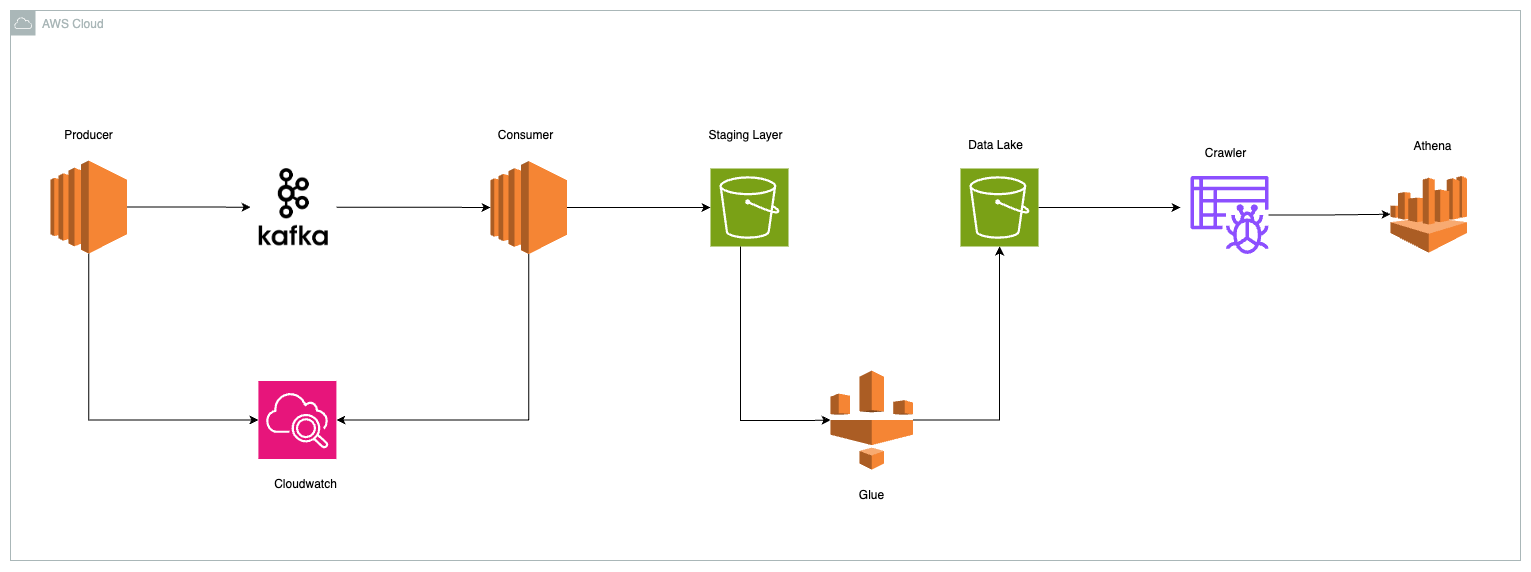 AWS Cloud
Producer
Consumer
Staging Layer
Data Lake
Crawler
Athena
kafka
Cloudwatch
Glue